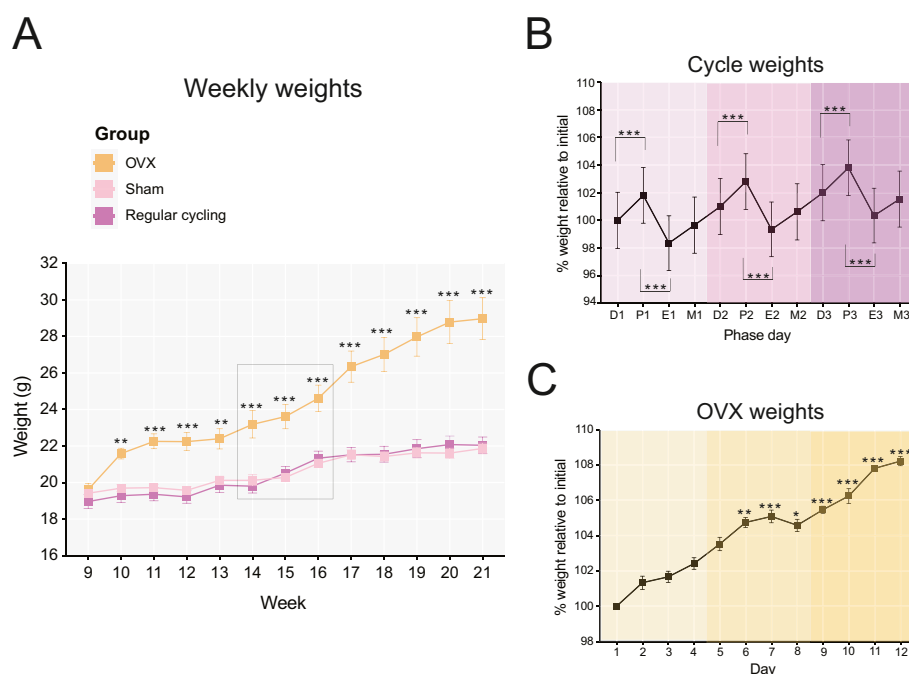 A
Weekly weights
Group
OVX
Sham
Regular cycling
Weight (g)
32
30
28
26
24
22
20
18
16
** *** *** ** *** *** *** *** *** *** *** ***
9 10 11 12 13 14 15 16 17 18 19 20 21
Week
B
Cycle weights
% weight relative to initial
110
108
106
104
102
100
98
96
94
*** *** ***
*** *** ***
D1 P1 E1 M1 D2 P2 E2 M2 D3 P3 E3 M3
Phase day
C
OVX weights
% weight relative to initial
110
108
106
104
102
100
98
** *** * *** *** *** ***
1 2 3 4 5 6 7 8 9 10 11 12
Day